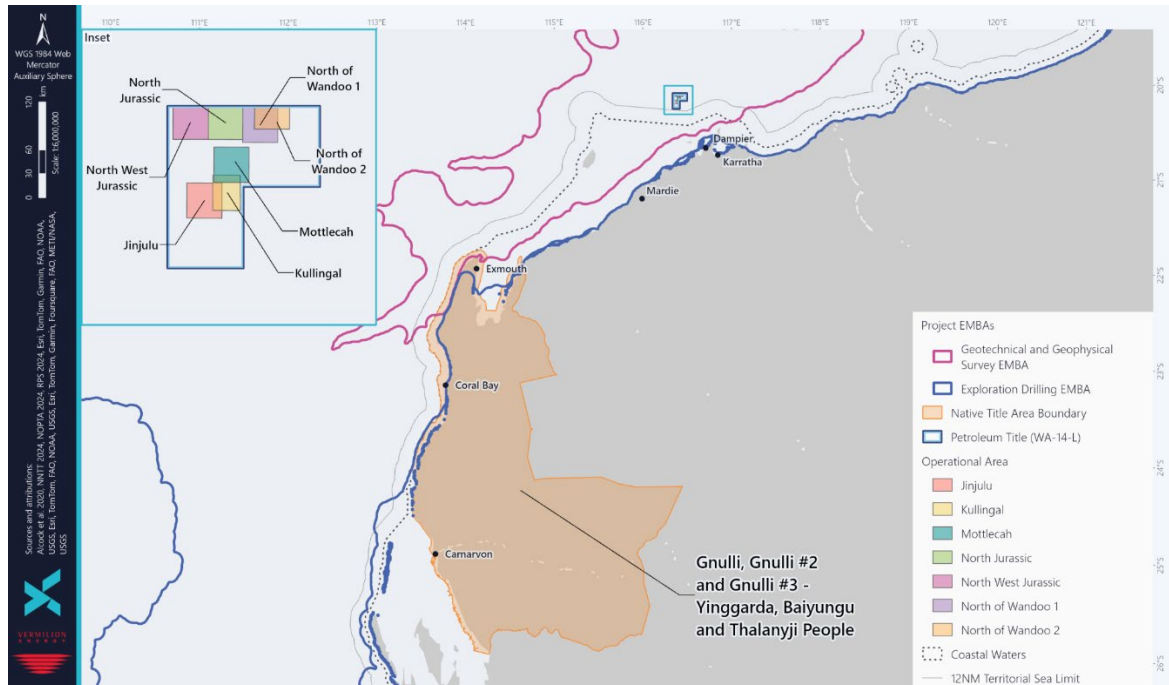 N
WGS 1984 Web
Mercator
Auxiliary Sphere
km
120
60
30
0
Scale: 1:6,000,000
Sources and attributions:
Alcock et al. 2020, NNTT 2024, NOPTA 2024, RPS 2024, Esri, TomTom, Garmin, FAO, NOAA,
USGS, Esri, TomTom, FAO, NOAA, USGS, Esri, TomTom, Garmin, Foursquare, FAO, METI/NASA,
USGS
VERMILION
ENERGY
110°E
111°E
112°E
113°E
114°E
115°E
116°E
117°E
118°E
119°E
120°E
121°E
20°S
21°S
22°S
23°S
24°S
25°S
26°S
Inset
North
Jurassic
North of
Wandoo 1
North West
Jurassic
North of
Wandoo 2
Jinjulu
Mottlecah
Kullingal
Dampier
Karratha
Mardie
Exmouth
Coral Bay
Carnarvon
Gnulli, Gnulli #2
and Gnulli #3 -
Yinggarda, Baiyungu
and Thalanyji People
Project EMBAs
Geotechnical and Geophysical
Survey EMBA
Exploration Drilling EMBA
Native Title Area Boundary
Petroleum Title (WA-14-L)
Operational Area
Jinjulu
Kullingal
Mottlecah
North Jurassic
North West Jurassic
North of Wandoo 1
North of Wandoo 2
Coastal Waters
12NM Territorial Sea Limit